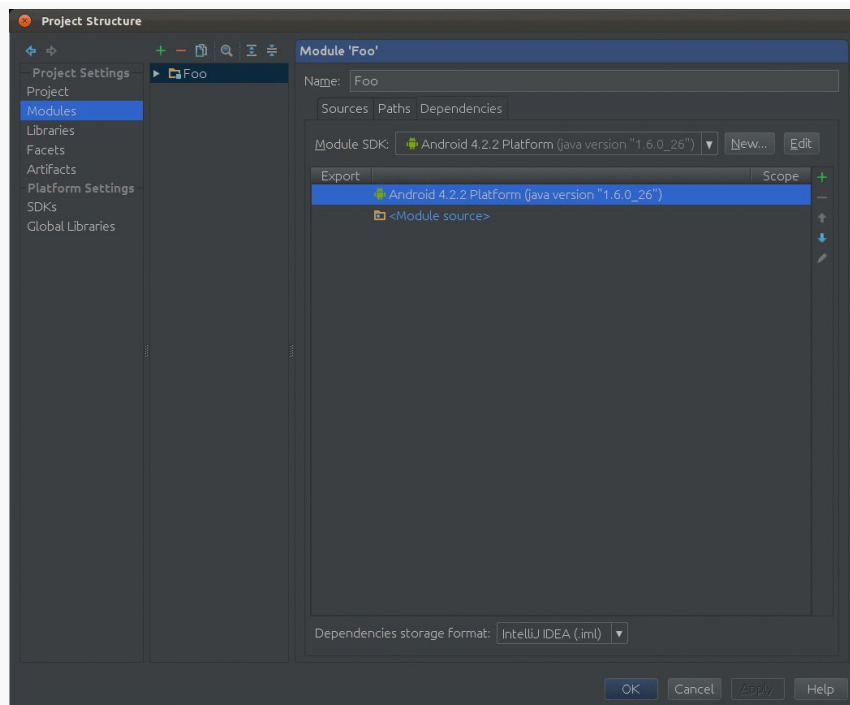 Project Structure
Project Settings
Project
Modules
Libraries
Facets
Artifacts
Platform Settings
SDKs
Global Libraries
Foo
Module 'Foo'
Name: Foo
Sources Paths Dependencies
Module SDK: Android 4.2.2 Platform (java version "1.6.0_26") New... Edit
Export Scope
Android 4.2.2 Platform (java version "1.6.0_26")
<Module source>
Dependencies storage format: IntelliJ IDEA (.iml)
OK Cancel Apply Help